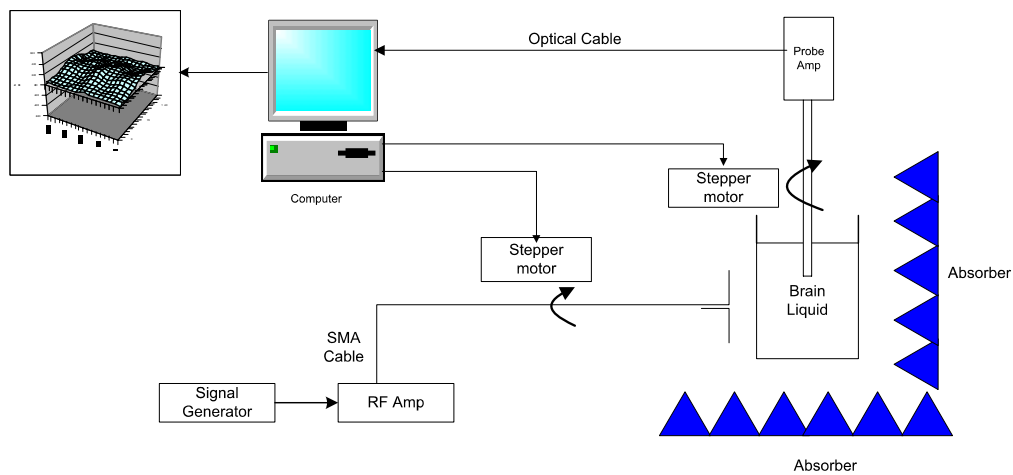 Optical Cable
Probe
Amp
Computer
Stepper
motor
Stepper
motor
Brain
Liquid
Absorber
SMA
Cable
Signal
Generator
RF Amp
Absorber